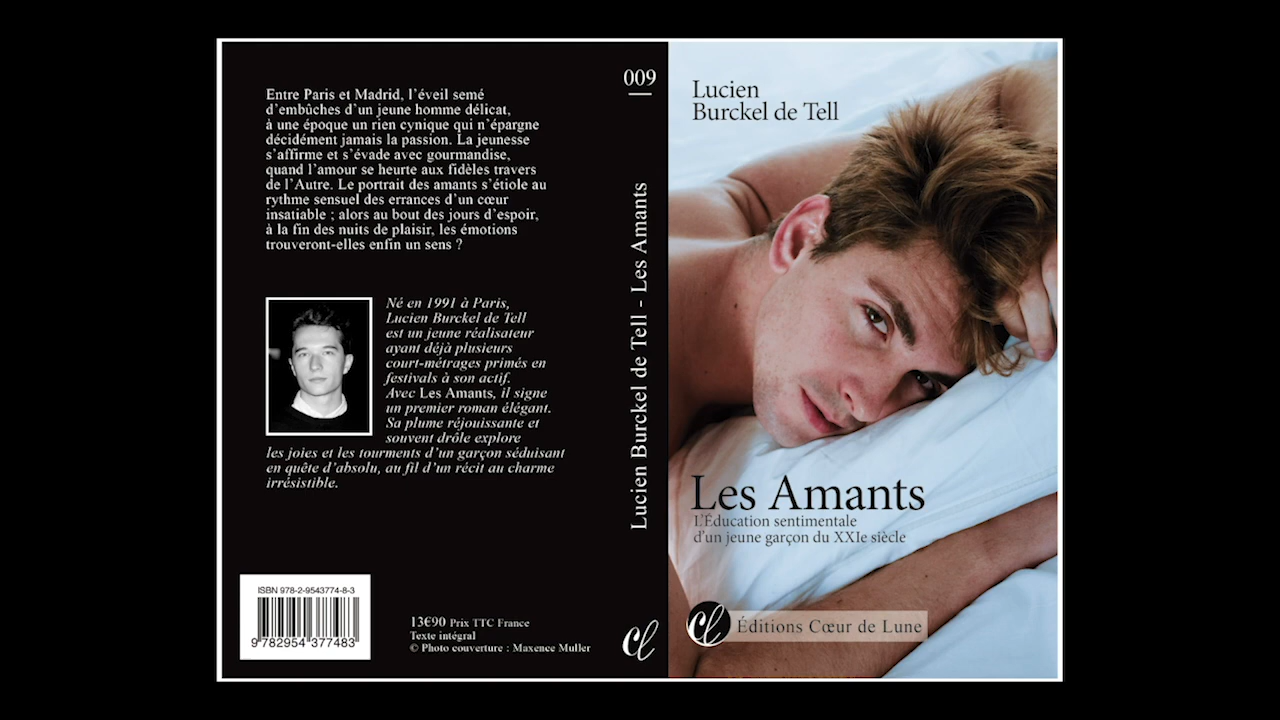 Entre Paris et Madrid, l'éveil semé
d'embûches d'un jeune homme délicat,
à une époque un rien cynique qui n'épargne
décidément jamais la passion. La jeunesse
s'affirme et s'évade avec gourmandise,
quand l'amour se heurte aux fidèles travers
de l'Autre. Le portrait des amants s'étiole au
rythme sensuel des errances d'un cœur
insatiable ; alors au bout des jours d'espoir,
à la fin des nuits de plaisir, les émotions
trouveront-elles enfin un sens ?
Né en 1991 à Paris,
Lucien Burckel de Tell
est un jeune réalisateur
ayant déjà plusieurs
court-métrages primés en
festivals à son actif.
Avec Les Amants, il signe
un premier roman élégant.
Sa plume réjouissante et
souvent drôle explore
les joies et les tourments d'un garçon séduisant
en quête d'absolu, au fil d'un récit au charme
irrésistible.
ISBN 978-2-9543774-8-3
9 782954 377483
13€90 Prix TTC France
Texte intégral
© Photo couverture : Maxence Muller
009
Lucien Burckel de Tell - Les Amants
cl
Lucien
Burckel de Tell
Les Amants
L'Éducation sentimentale
d'un jeune garçon du XXIe siècle
cl Éditions Cœur de Lune